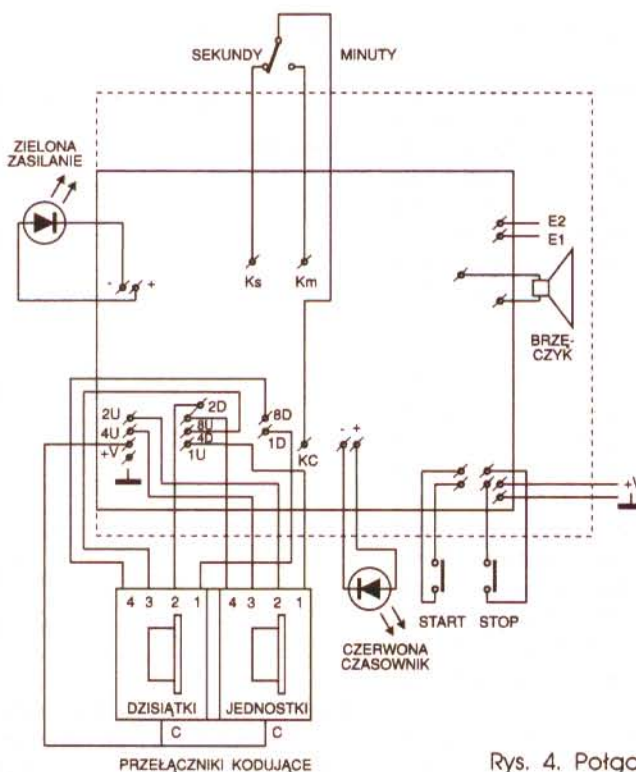 SEKUNDY
MINUTY
ZIELONA
ZASILANIE
- +
Ks
Km
E2
E1
BRZĘ-
CZYK
2U
4U
+V
2D
8U
4D
1U
8D
1D
KC
- +
+V
START STOP
CZERWONA
CZASOWNIK
4 3 2 1 4 3 2 1
DZISIĄTKI JEDNOSTKI
C C
PRZEŁĄCZNIKI KODUJĄCE
Rys. 4. Połąc